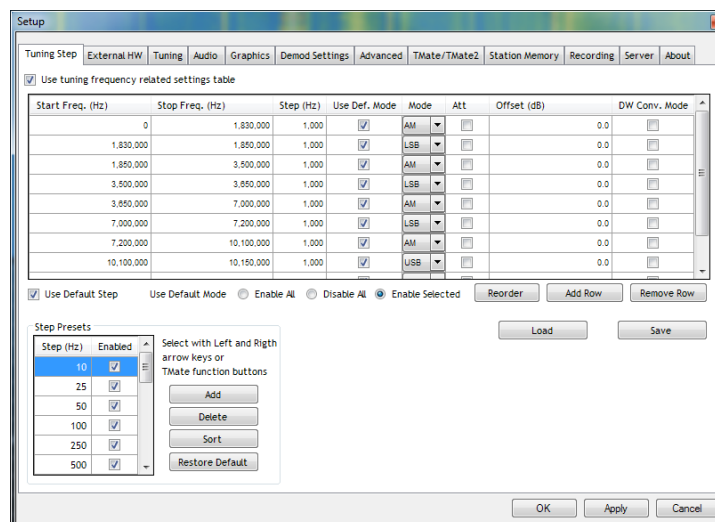 Setup
Tuning Step External HW Tuning Audio Graphics Demod Settings Advanced TMate/TMate2 Station Memory Recording Server About
Use tuning frequency related settings table
Start Freq. (Hz) Stop Freq. (Hz) Step (Hz) Use Def. Mode Mode Att Offset (dB) DW Conv. Mode
0 1,830,000 1,000 AM 0.0
1,830,000 1,850,000 1,000 LSB 0.0
1,850,000 3,500,000 1,000 AM 0.0
3,500,000 3,650,000 1,000 LSB 0.0
3,650,000 7,000,000 1,000 AM 0.0
7,000,000 7,200,000 1,000 LSB 0.0
7,200,000 10,100,000 1,000 AM 0.0
10,100,000 10,150,000 1,000 USB 0.0
Use Default Step Use Default Mode Enable All Disable All Enable Selected Reorder Add Row Remove Row
Load Save
Step Presets
Step (Hz) Enabled
10
25
50
100
250
500
Select with Left and Rigth
arrow keys or
TMate function buttons
Add
Delete
Sort
Restore Default
OK Apply Cancel